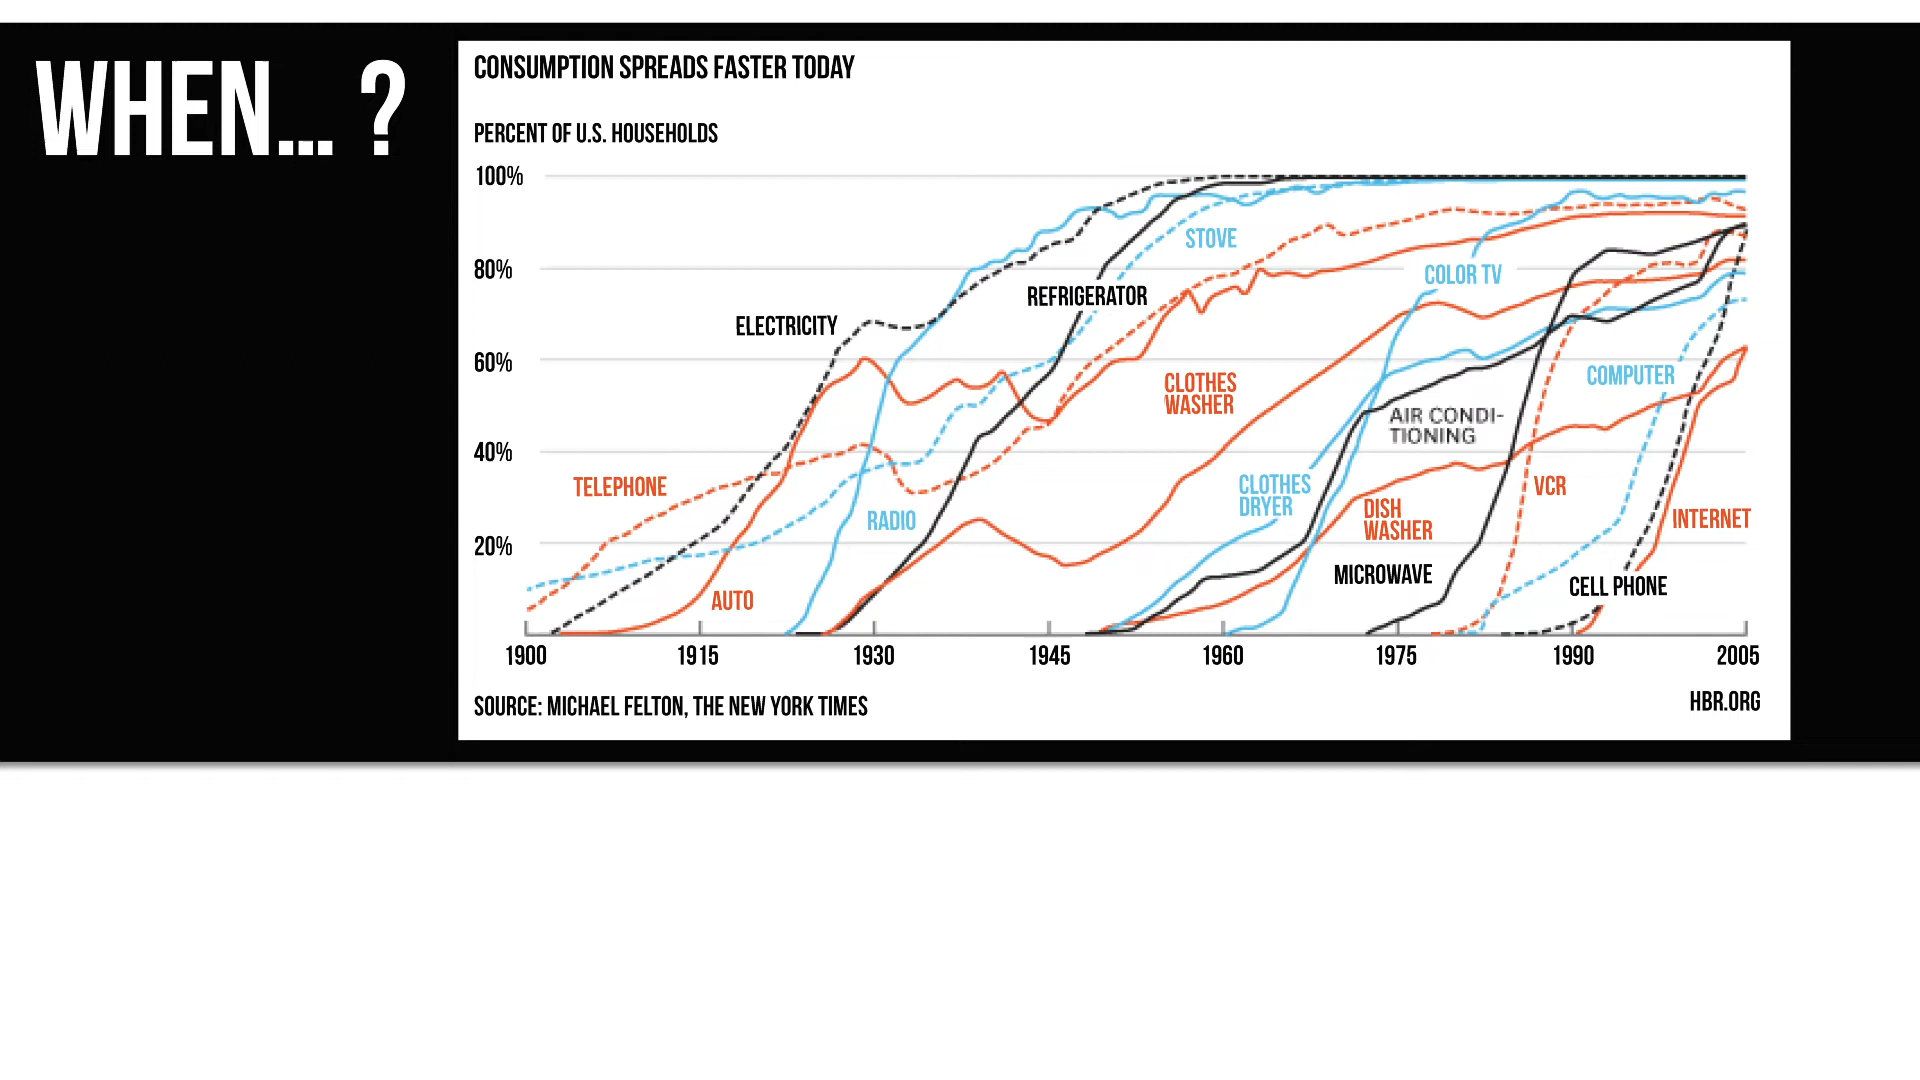 WHEN... ?
CONSUMPTION SPREADS FASTER TODAY
PERCENT OF U.S. HOUSEHOLDS
100%
80%
60%
40%
20%
STOVE
COLOR TV
REFRIGERATOR
ELECTRICITY
CLOTHES
WASHER
COMPUTER
AIR CONDI-
TIONING
TELEPHONE
CLOTHES
DRYER
VCR
RADIO
DISH
WASHER
INTERNET
MICROWAVE
CELL PHONE
AUTO
1900
1915
1930
1945
1960
1975
1990
2005
SOURCE: MICHAEL FELTON, THE NEW YORK TIMES
HBR.ORG